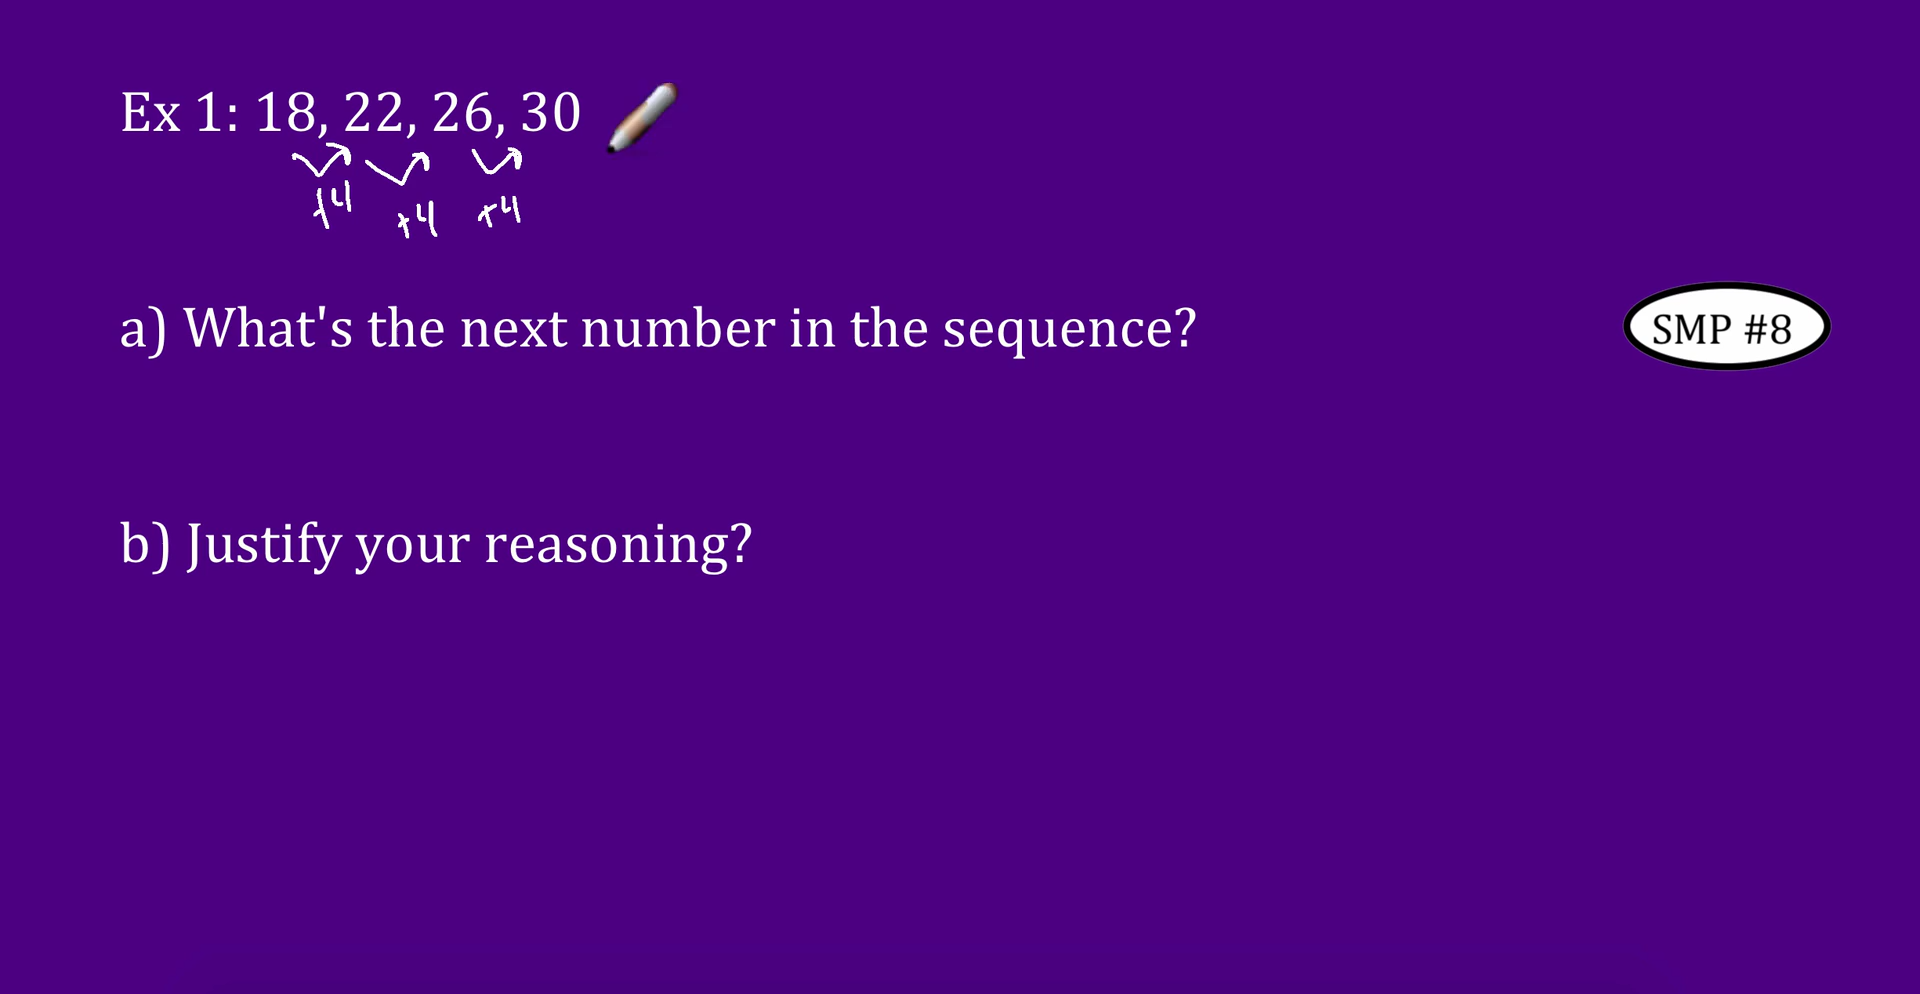 Ex 1: 18, 22, 26, 30
+4 +4 +4
a) What's the next number in the sequence?
SMP #8
b) Justify your reasoning?